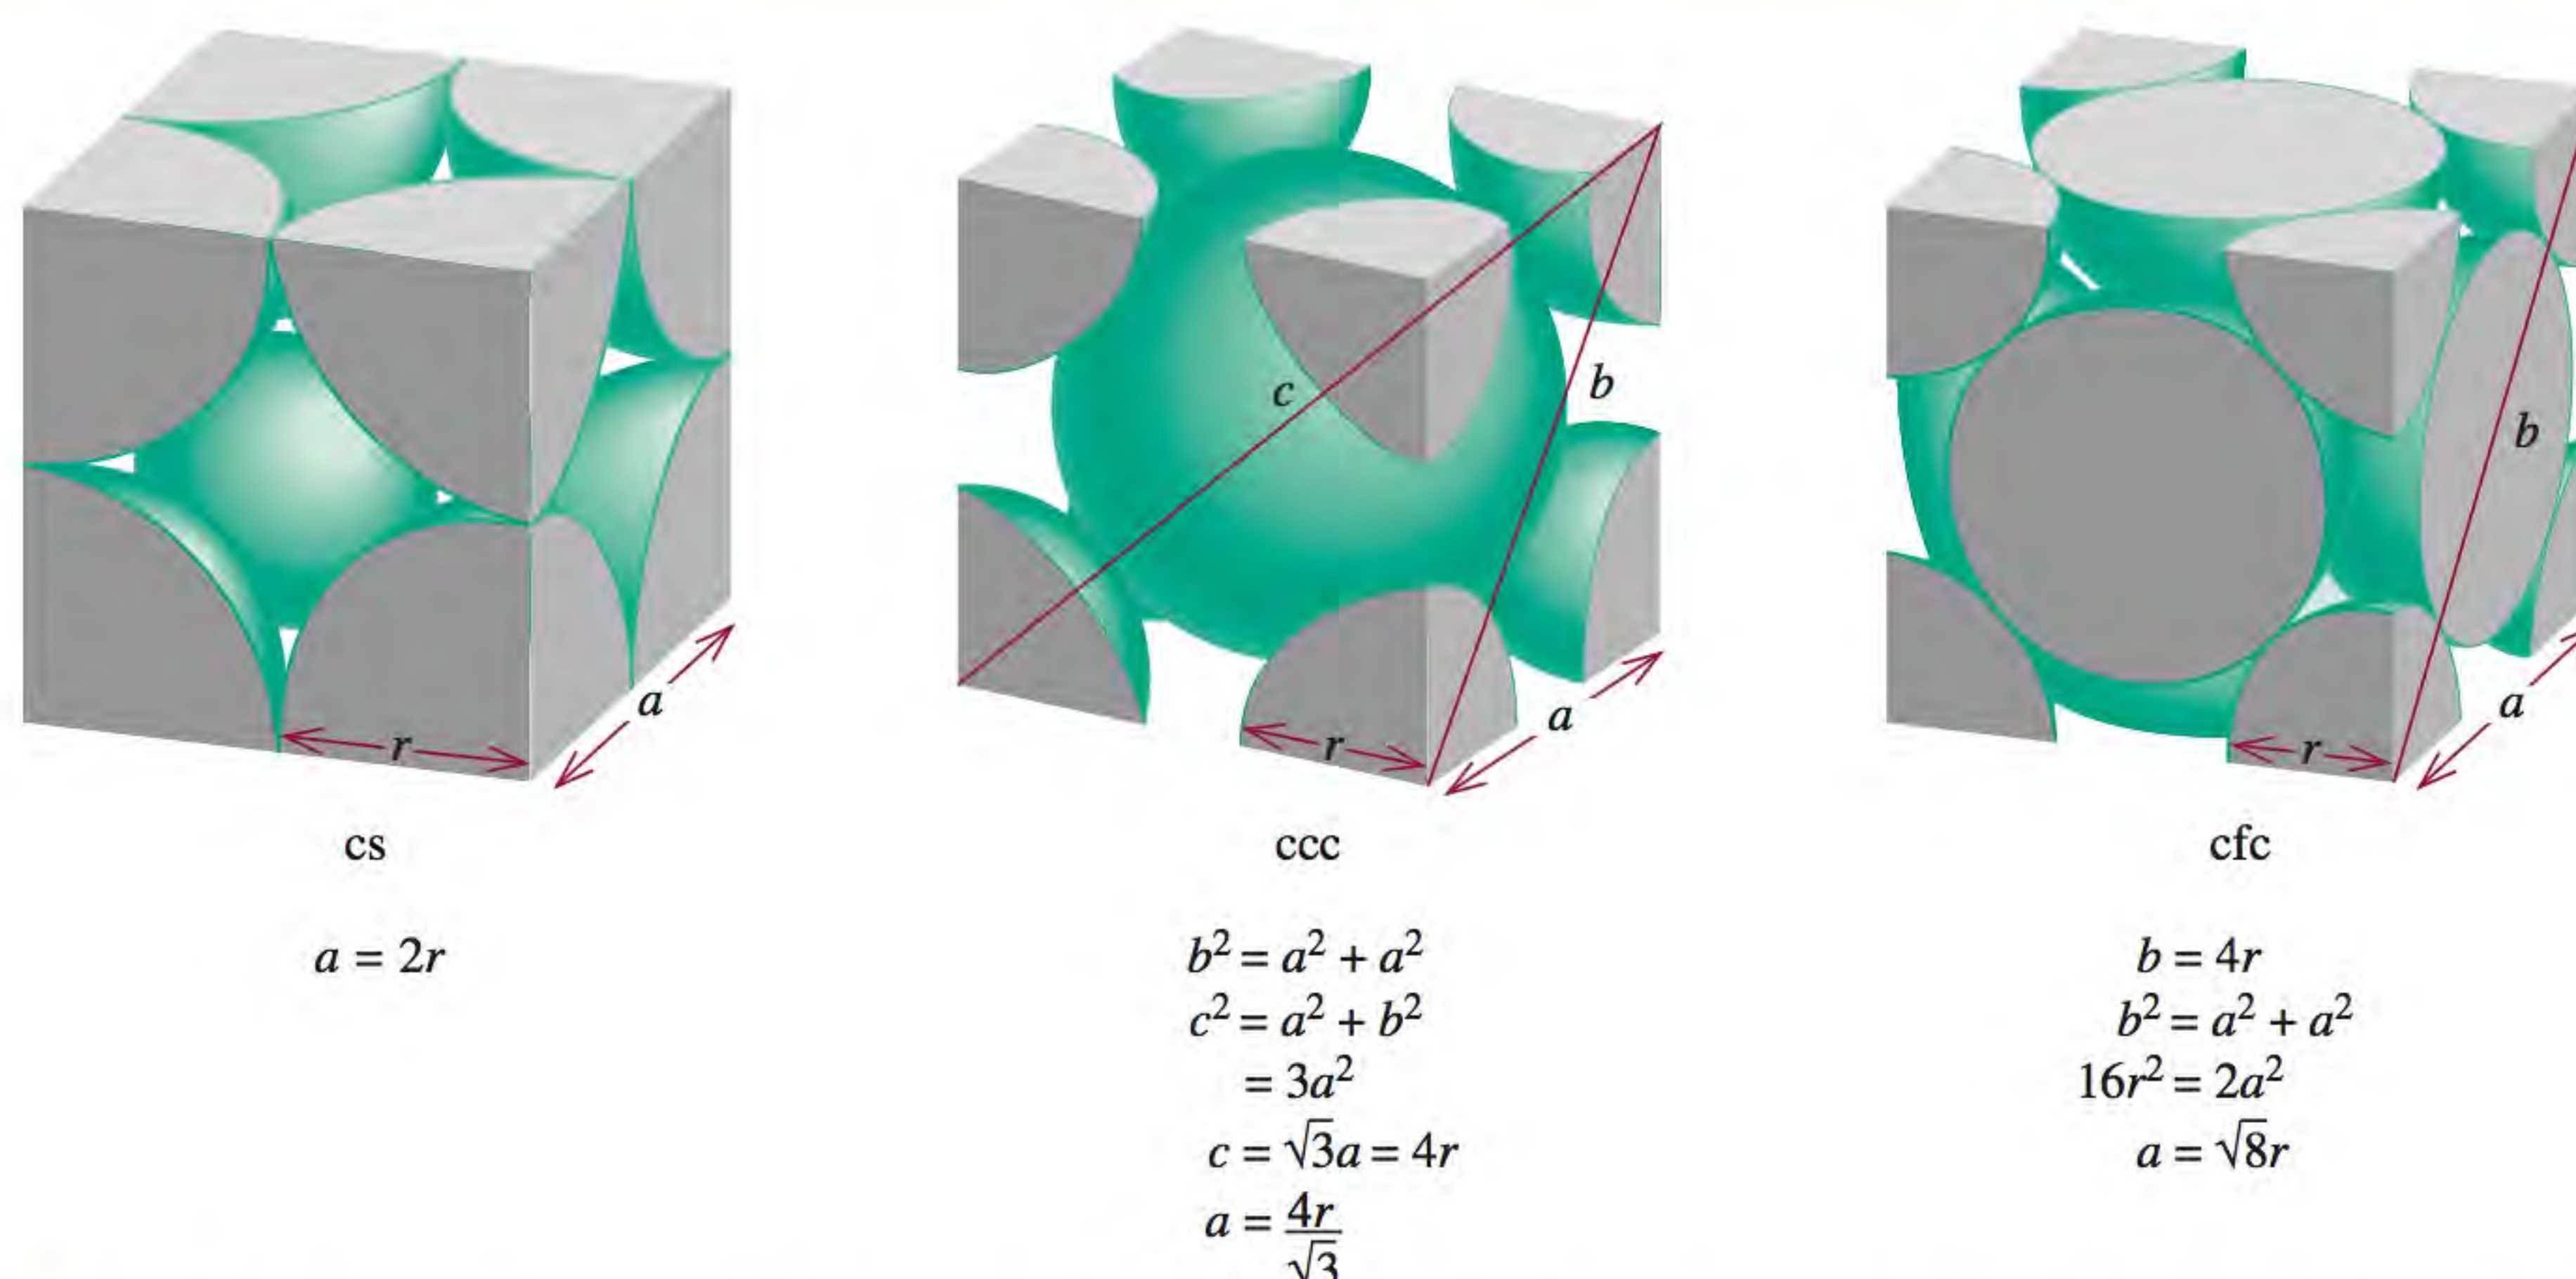 c
b
b
a
a
a
r
r
r
cs
ccc
cfc
a = 2r
b² = a² + a²
c² = a² + b²
= 3a²
c = √3a = 4r
a = 4r/√3
b = 4r
b² = a² + a²
16r² = 2a²
a = √8r